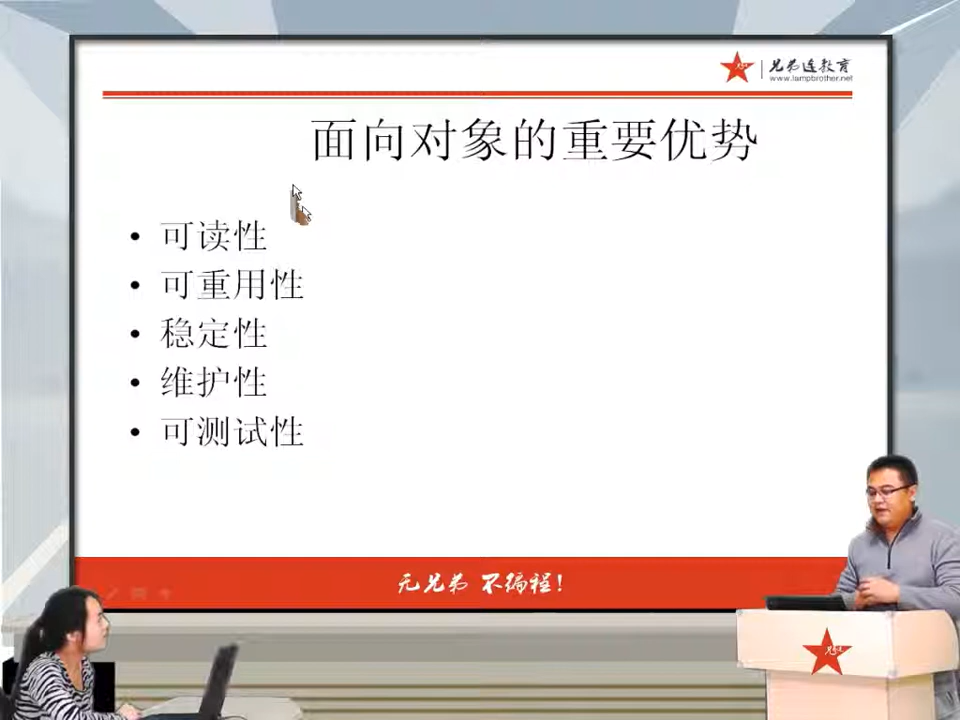 兄弟连教育
www.lampbrother.net
面向对象的重要优势
• 可读性
• 可重用性
• 稳定性
• 维护性
• 可测试性
无兄弟 不编程!